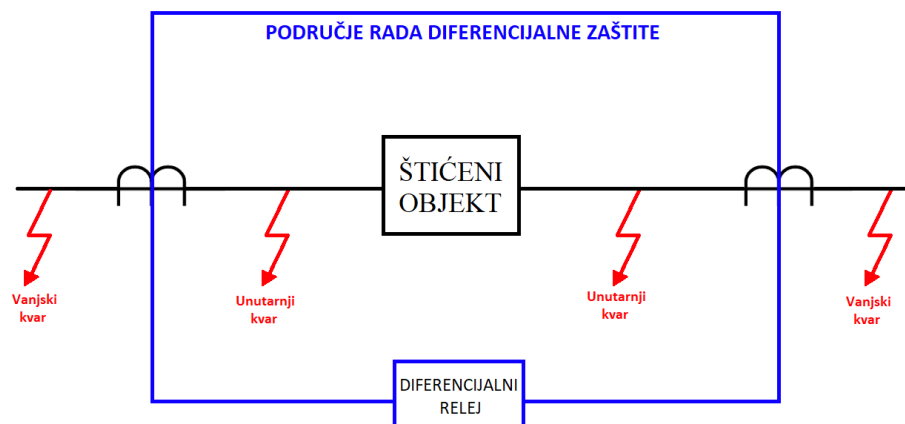 PODRUČJE RADA DIFERENCIJALNE ZAŠTITE
ŠTIĆENI
OBJEKT
Vanjski
kvar
Unutarnji
kvar
Unutarnji
kvar
Vanjski
kvar
DIFERENCIJALNI
RELEJ